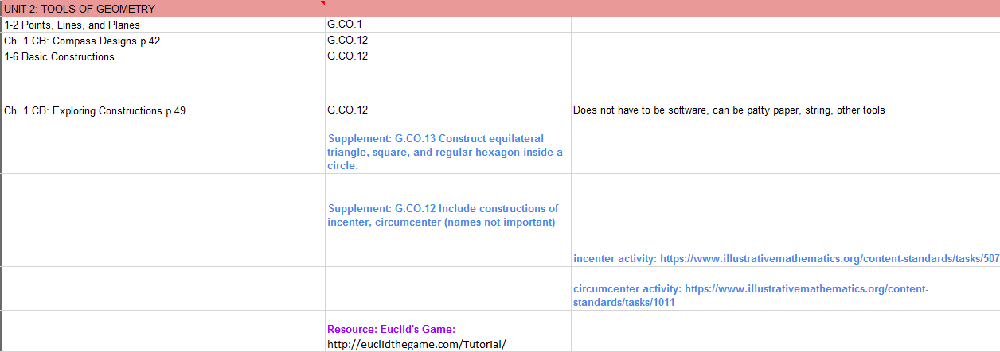 UNIT 2: TOOLS OF GEOMETRY
1-2 Points, Lines, and Planes G.CO.1
Ch. 1 CB: Compass Designs p.42 G.CO.12
1-6 Basic Constructions G.CO.12
Ch. 1 CB: Exploring Constructions p.49 G.CO.12 Does not have to be software, can be patty paper, string, other tools
Supplement: G.CO.13 Construct equilateral
triangle, square, and regular hexagon inside a
circle.
Supplement: G.CO.12 Include constructions of
incenter, circumcenter (names not important)
incenter activity: https://www.illustrativemathematics.org/content-standards/tasks/507
circumcenter activity: https://www.illustrativemathematics.org/content-
standards/tasks/1011
Resource: Euclid's Game:
http://euclidthegame.com/Tutorial/